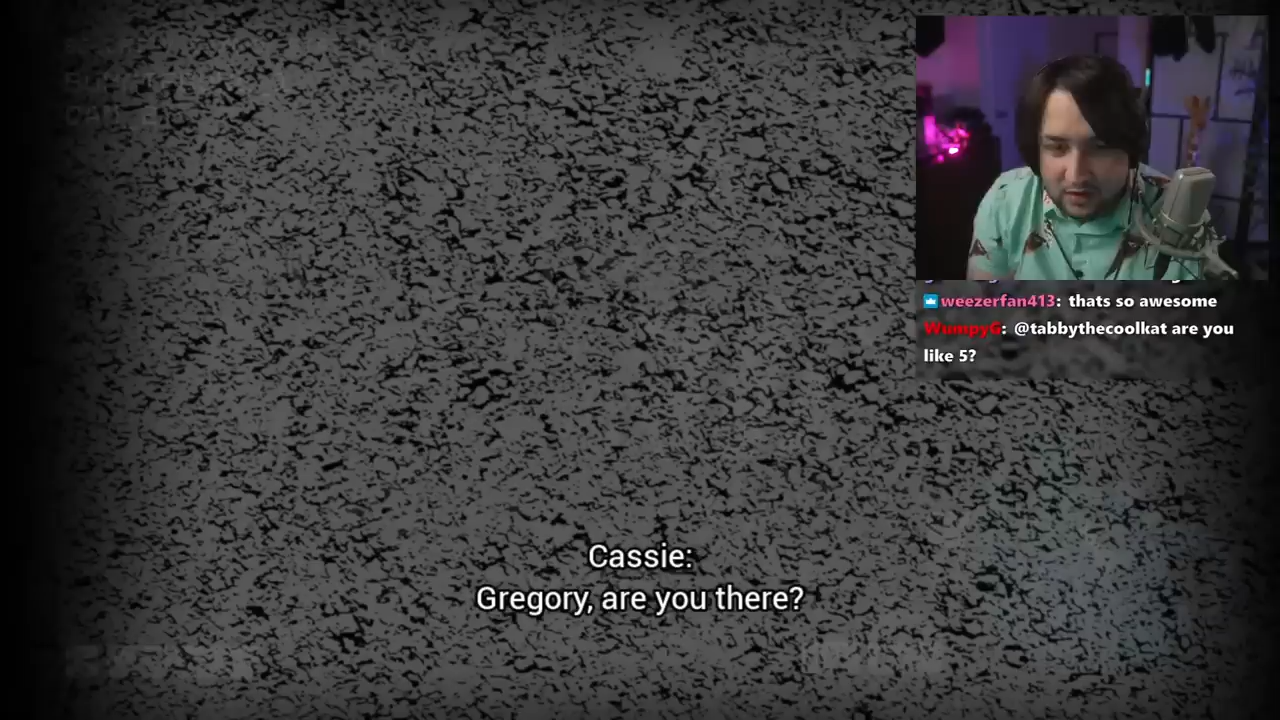 weezerfan413: thats so awesome
WumpyG: @tabbythecoolkat are you
like 5?
Cassie:
Gregory, are you there?